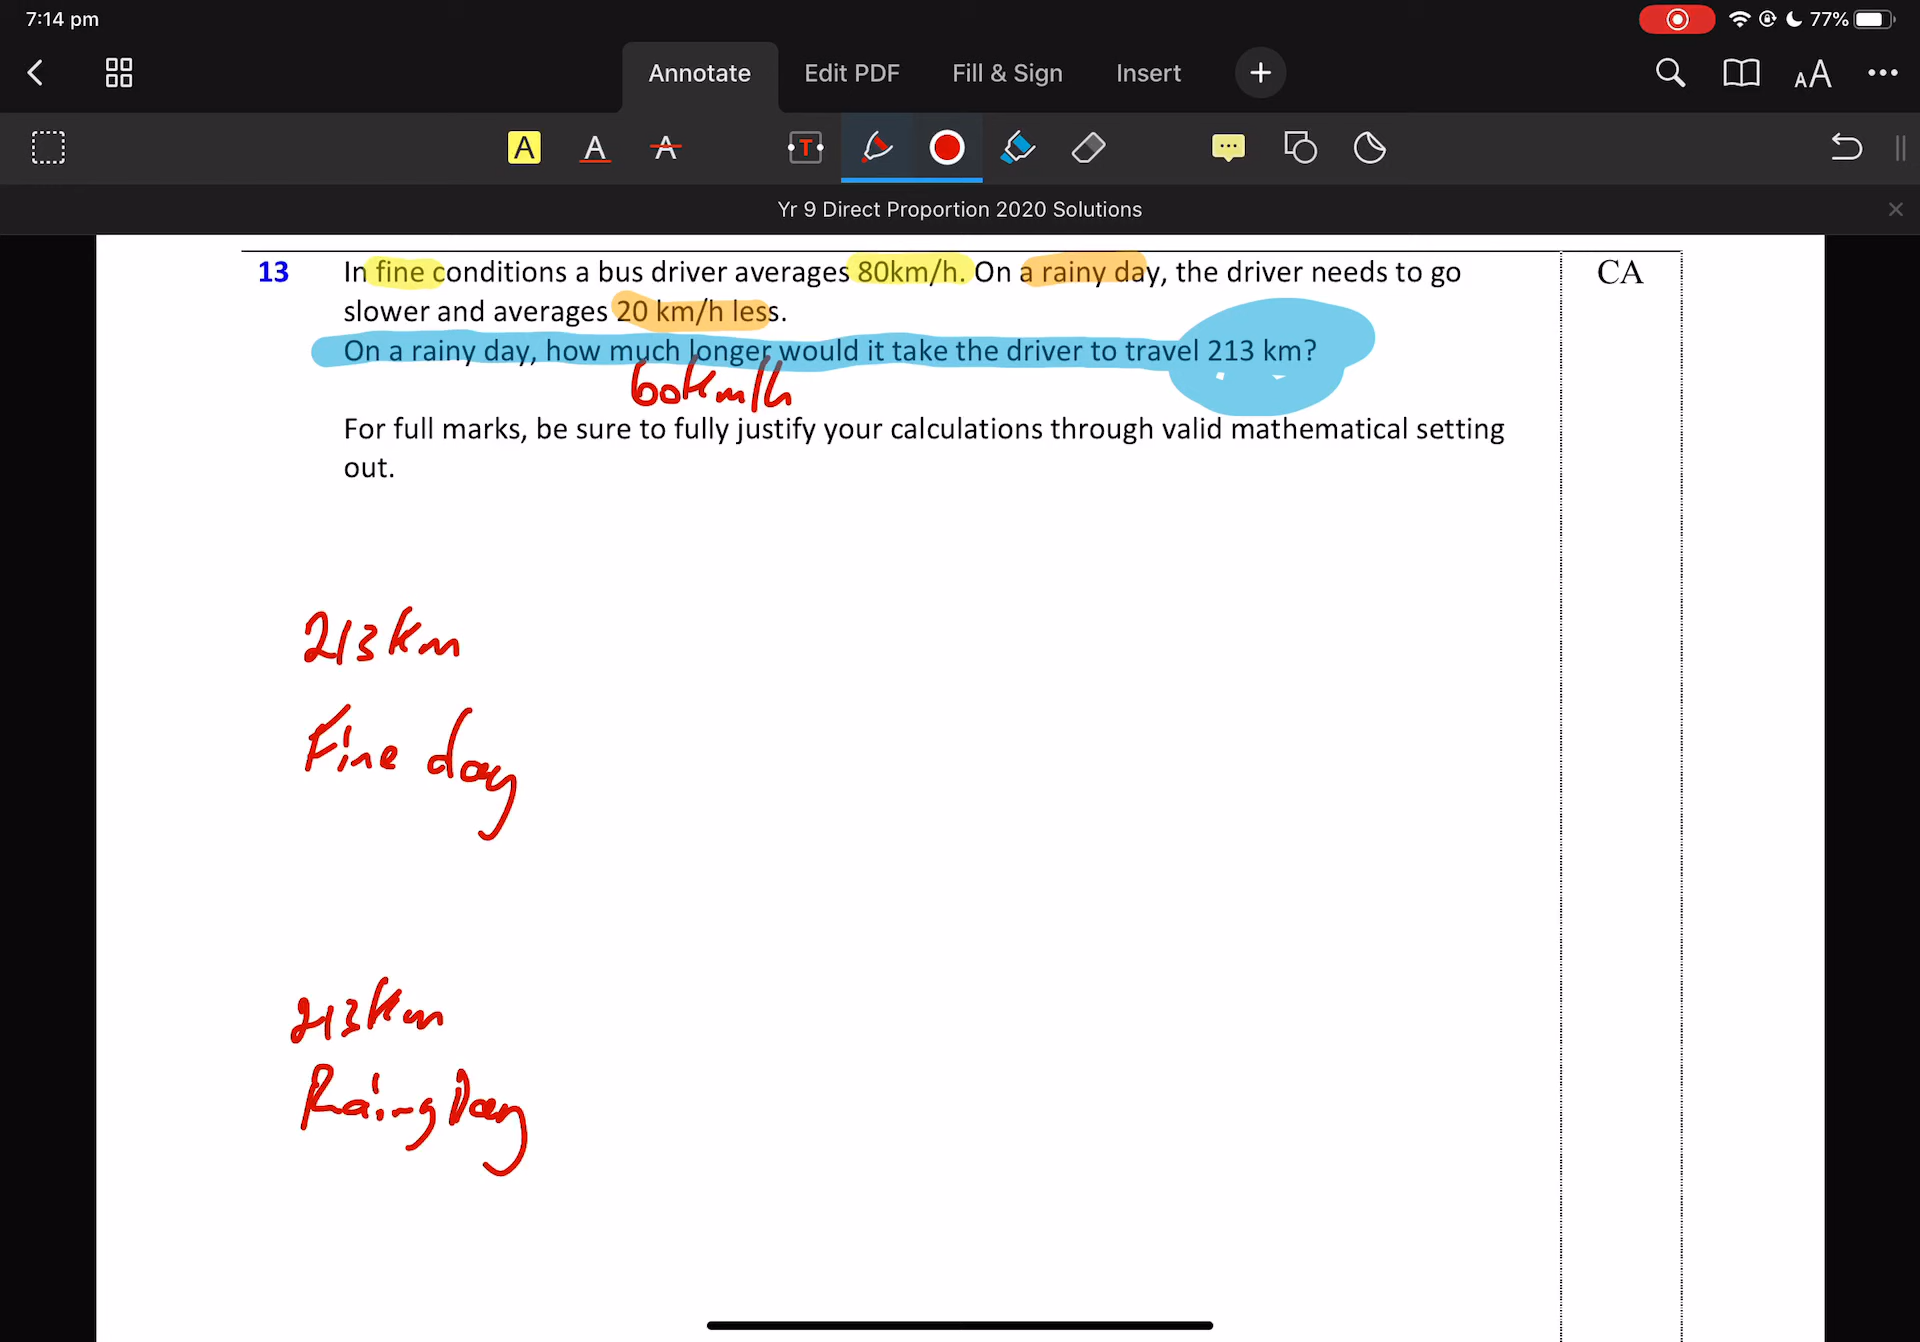 7:14 pm
77%
Annotate
Edit PDF
Fill & Sign
Insert
AA
A
A
A
T
Yr 9 Direct Proportion 2020 Solutions
13
In fine conditions a bus driver averages 80km/h. On a rainy day, the driver needs to go
slower and averages 20 km/h less.
On a rainy day, how much longer would it take the driver to travel 213 km?
60km/h
For full marks, be sure to fully justify your calculations through valid mathematical setting
out.
CA
213km
Fine day
213km
Rainy Day